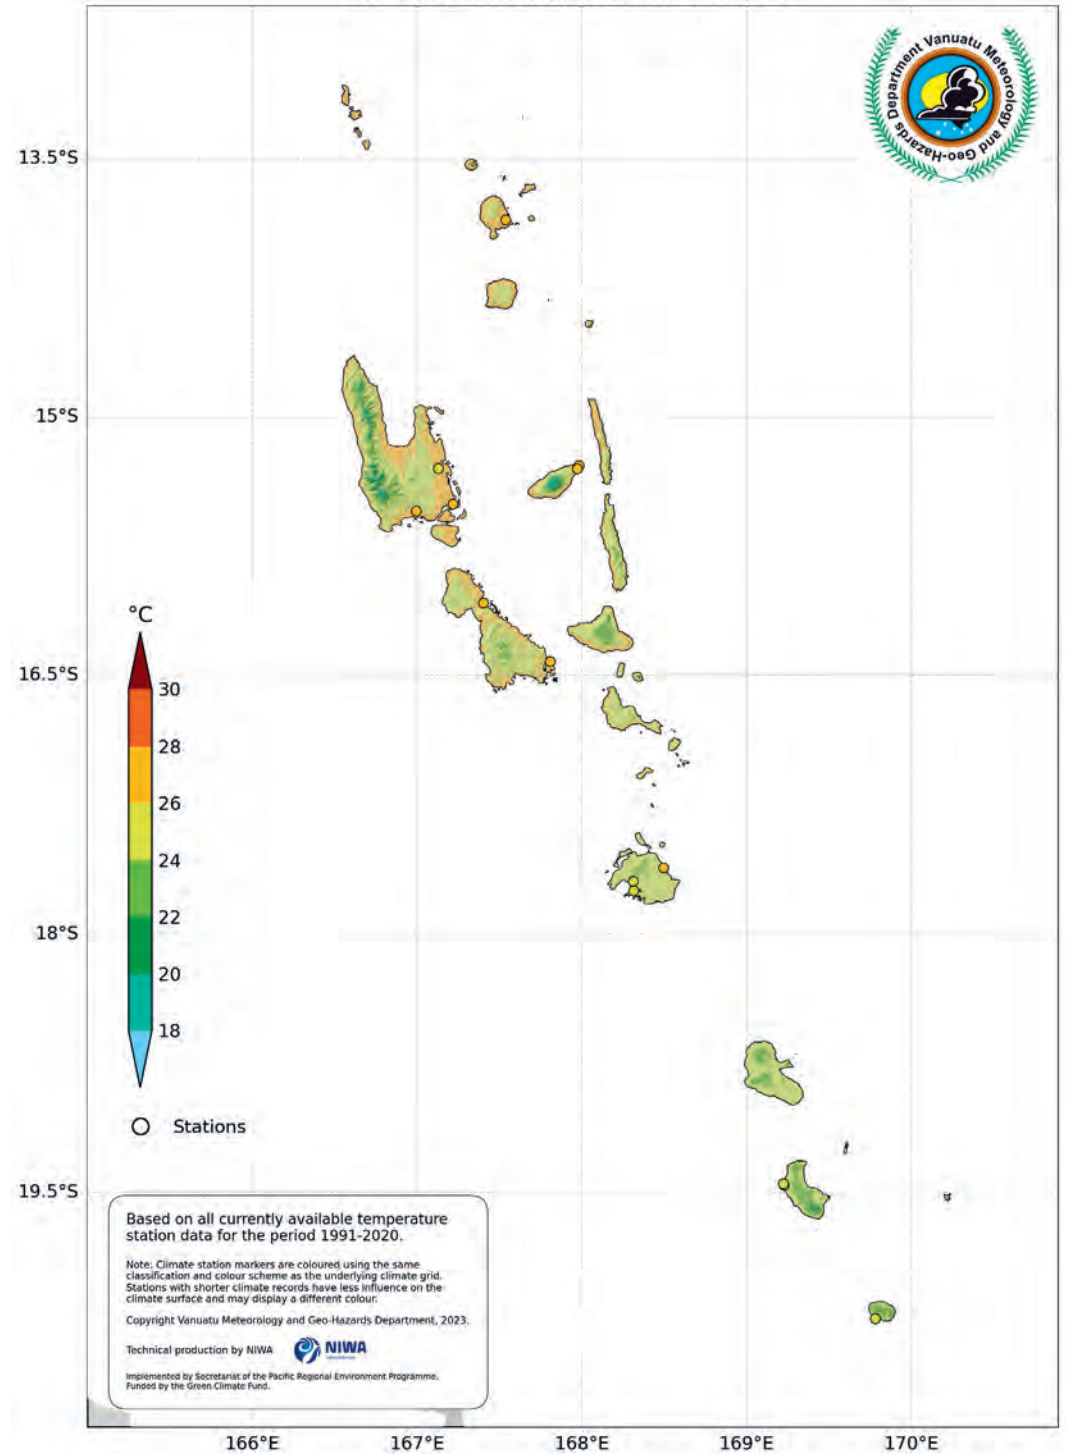 Vanuatu Meteorology and Geo-Hazards Department
13.5°S
15°S
16.5°S
18°S
19.5°S
°C
30
28
26
24
22
20
18
Stations
Based on all currently available temperature
station data for the period 1991-2020.
Note: Climate station markers are coloured using the same
classification and colour scheme as the underlying climate grid.
Stations with shorter climate records have less influence on the
climate surface and may display a different colour.
Copyright Vanuatu Meteorology and Geo-Hazards Department, 2023.
Technical production by NIWA
NIWA
Implemented by Secretariat of the Pacific Regional Environment Programme.
Funded by the Green Climate Fund.
166°E
167°E
168°E
169°E
170°E